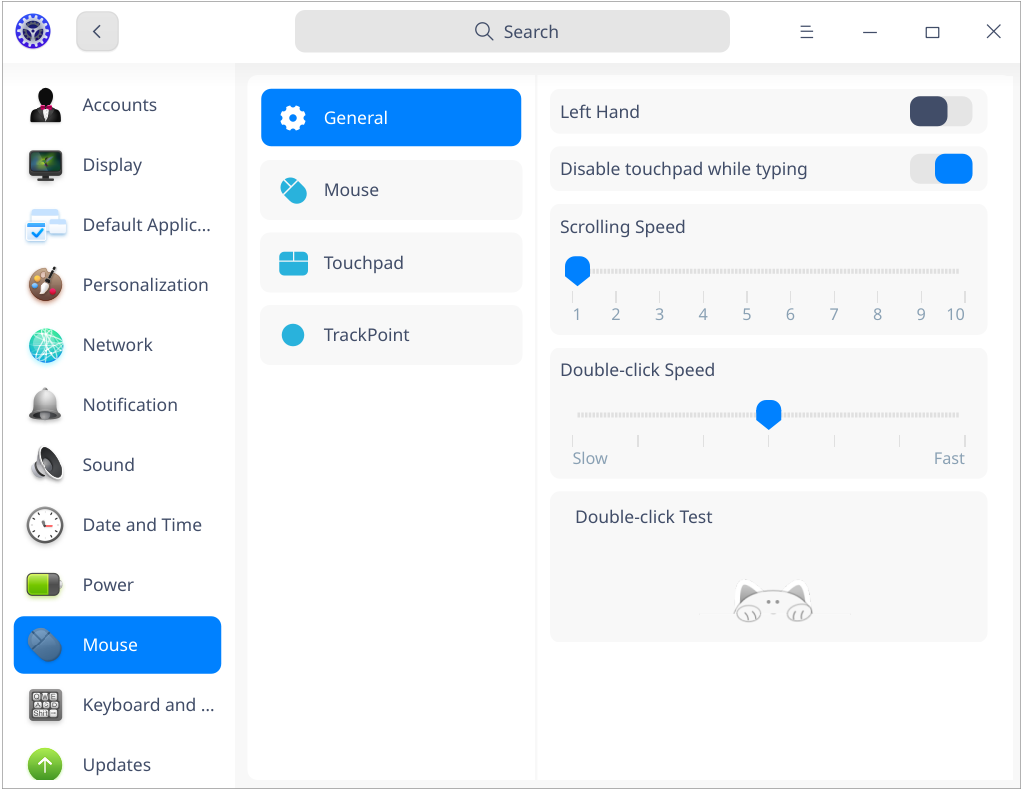 Search
Accounts
Display
Default Applic...
Personalization
Network
Notification
Sound
Date and Time
Power
Mouse
Keyboard and ...
Updates
General
Mouse
Touchpad
TrackPoint
Left Hand
Disable touchpad while typing
Scrolling Speed
1 2 3 4 5 6 7 8 9 10
Double-click Speed
Slow Fast
Double-click Test